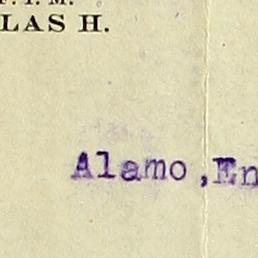 LAS H.
Alamo, En